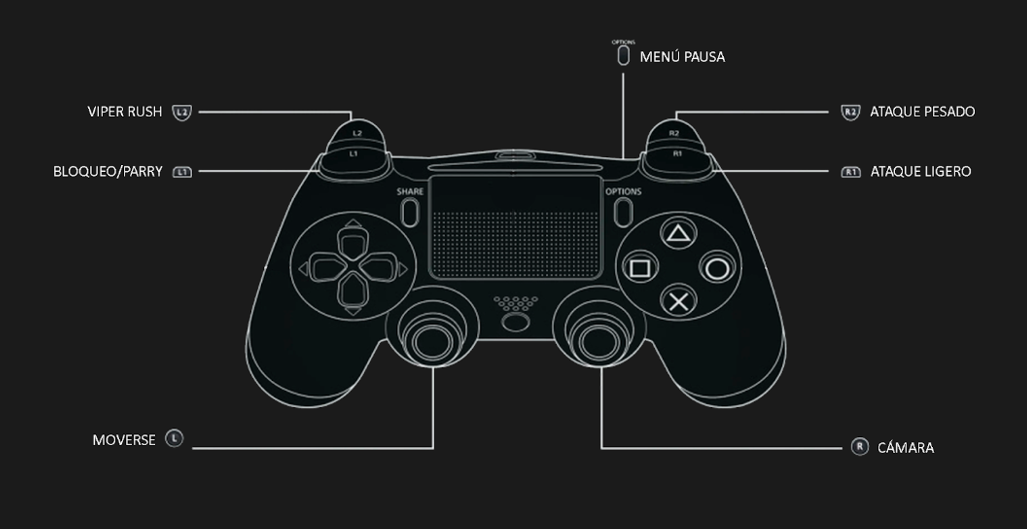 OPTIONS
MENÚ PAUSA
VIPER RUSH L2
R2 ATAQUE PESADO
L2
R2
L1
R1
BLOQUEO/PARRY L1
R1 ATAQUE LIGERO
SHARE
OPTIONS
MOVERSE L
R CÁMARA